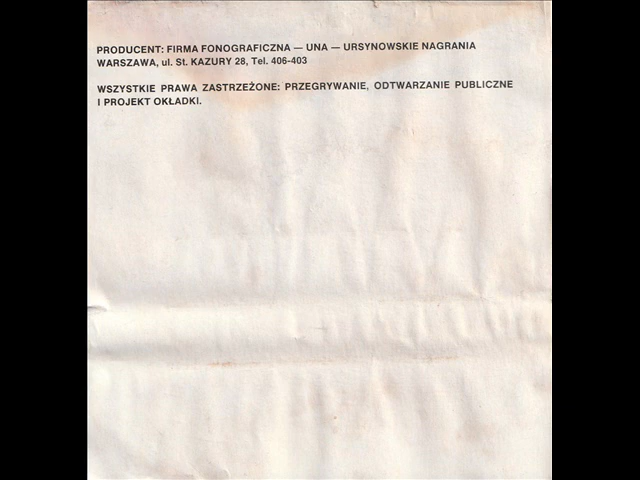 PRODUCENT: FIRMA FONOGRAFICZNA — UNA — URSYNOWSKIE NAGRANIA
WARSZAWA, ul. St. KAZURY 28, Tel. 406-403
WSZYSTKIE PRAWA ZASTRZEŻONE: PRZEGRYWANIE, ODTWARZANIE PUBLICZNE
I PROJEKT OKŁADKI.